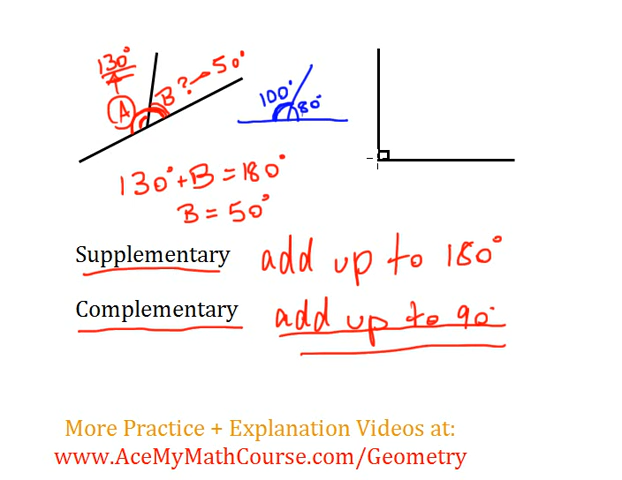 130°
A
B? → 50°
100°
80°
130° + B = 180°
B = 50°
Supplementary add up to 180°
Complementary add up to 90°
More Practice + Explanation Videos at:
www.AceMyMathCourse.com/Geometry